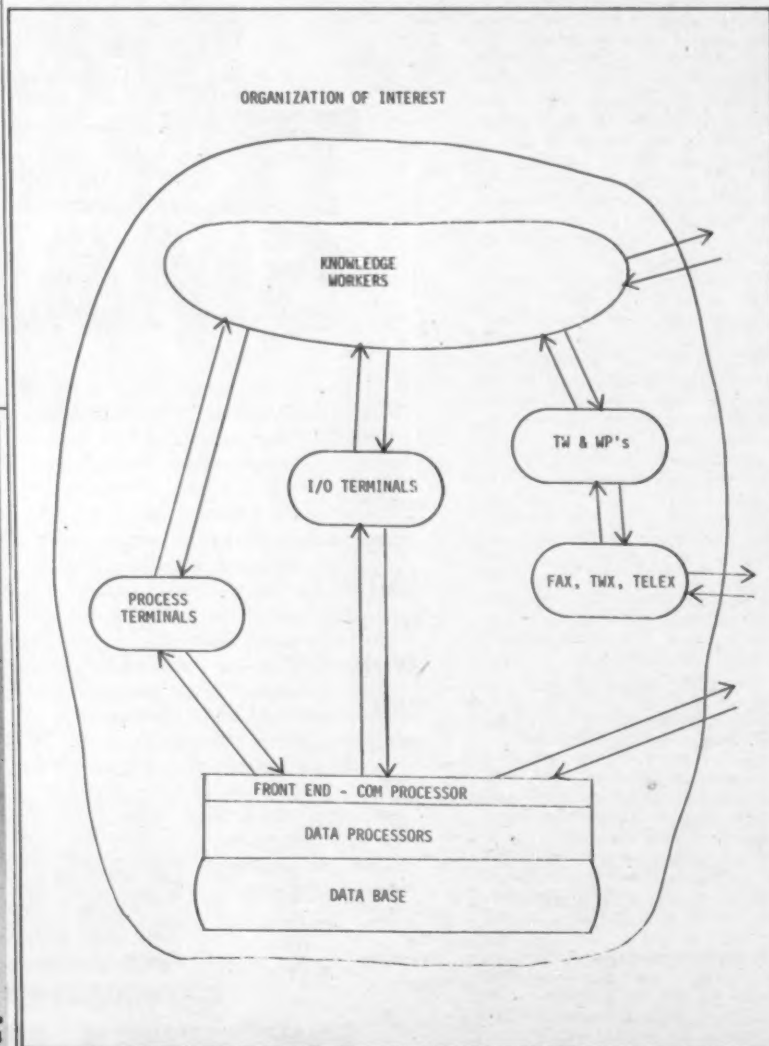 ORGANIZATION OF INTEREST
KNOWLEDGE
WORKERS
TW & WP's
I/O TERMINALS
FAX, TWX, TELEX
PROCESS
TERMINALS
FRONT END - COM PROCESSOR
DATA PROCESSORS
DATA BASE